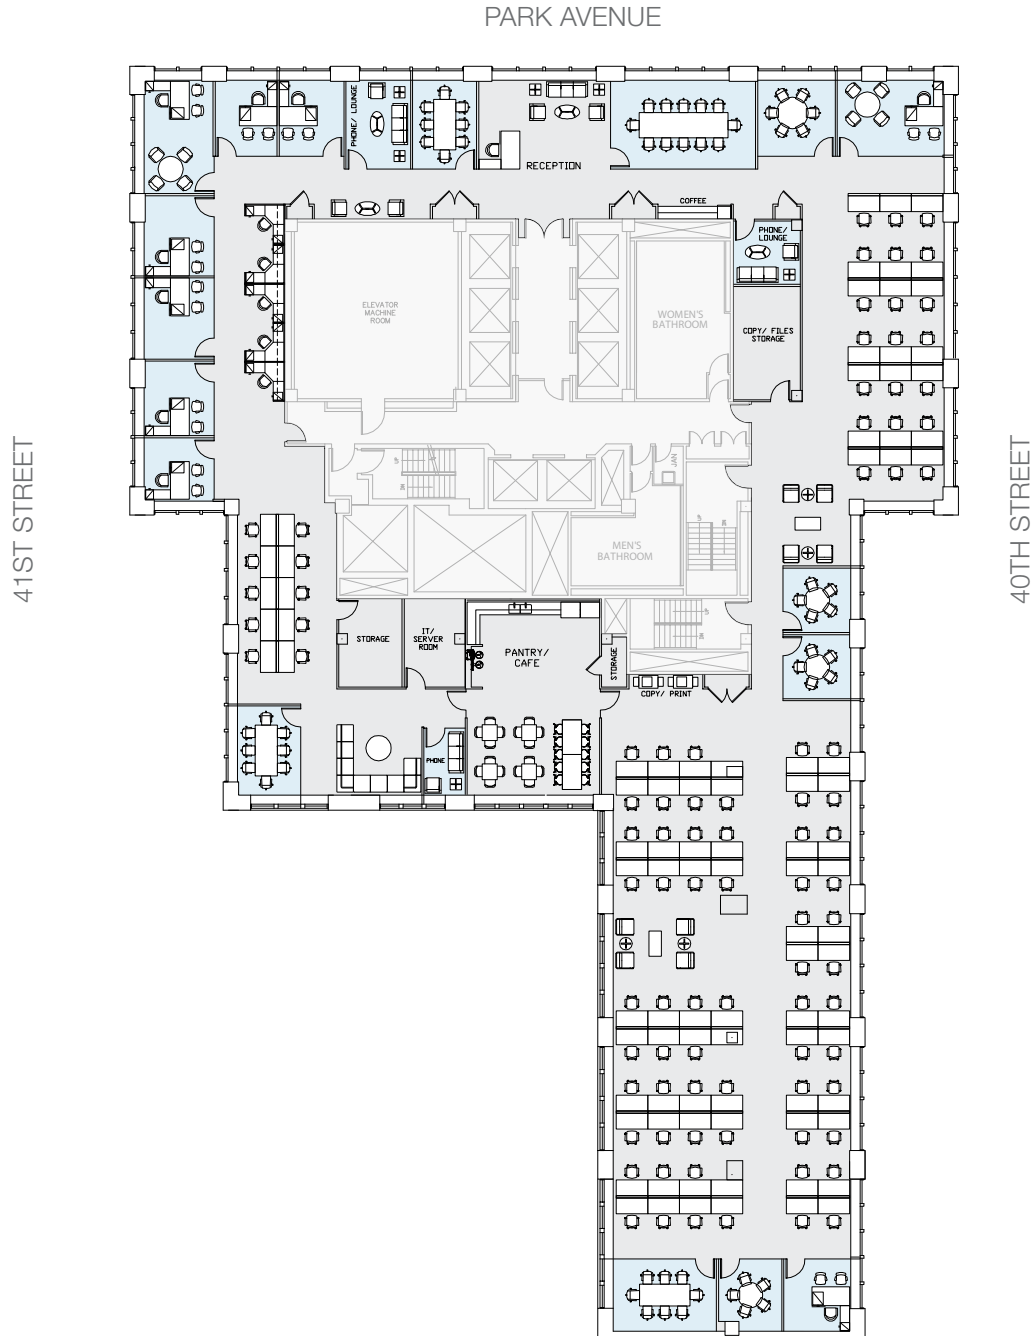 PARK AVENUE
PHONE/ LOUNGE
RECEPTION
COFFEE
PHONE/
LOUNGE
ELEVATOR
MACHINE
ROOM
WOMEN'S
BATHROOM
COPY/ FILES
STORAGE
41ST STREET
40TH STREET
JAN
MEN'S
BATHROOM
STORAGE
IT/
SERVER
ROOM
PANTRY/
CAFE
STORAGE
COPY/ PRINT
PHONE